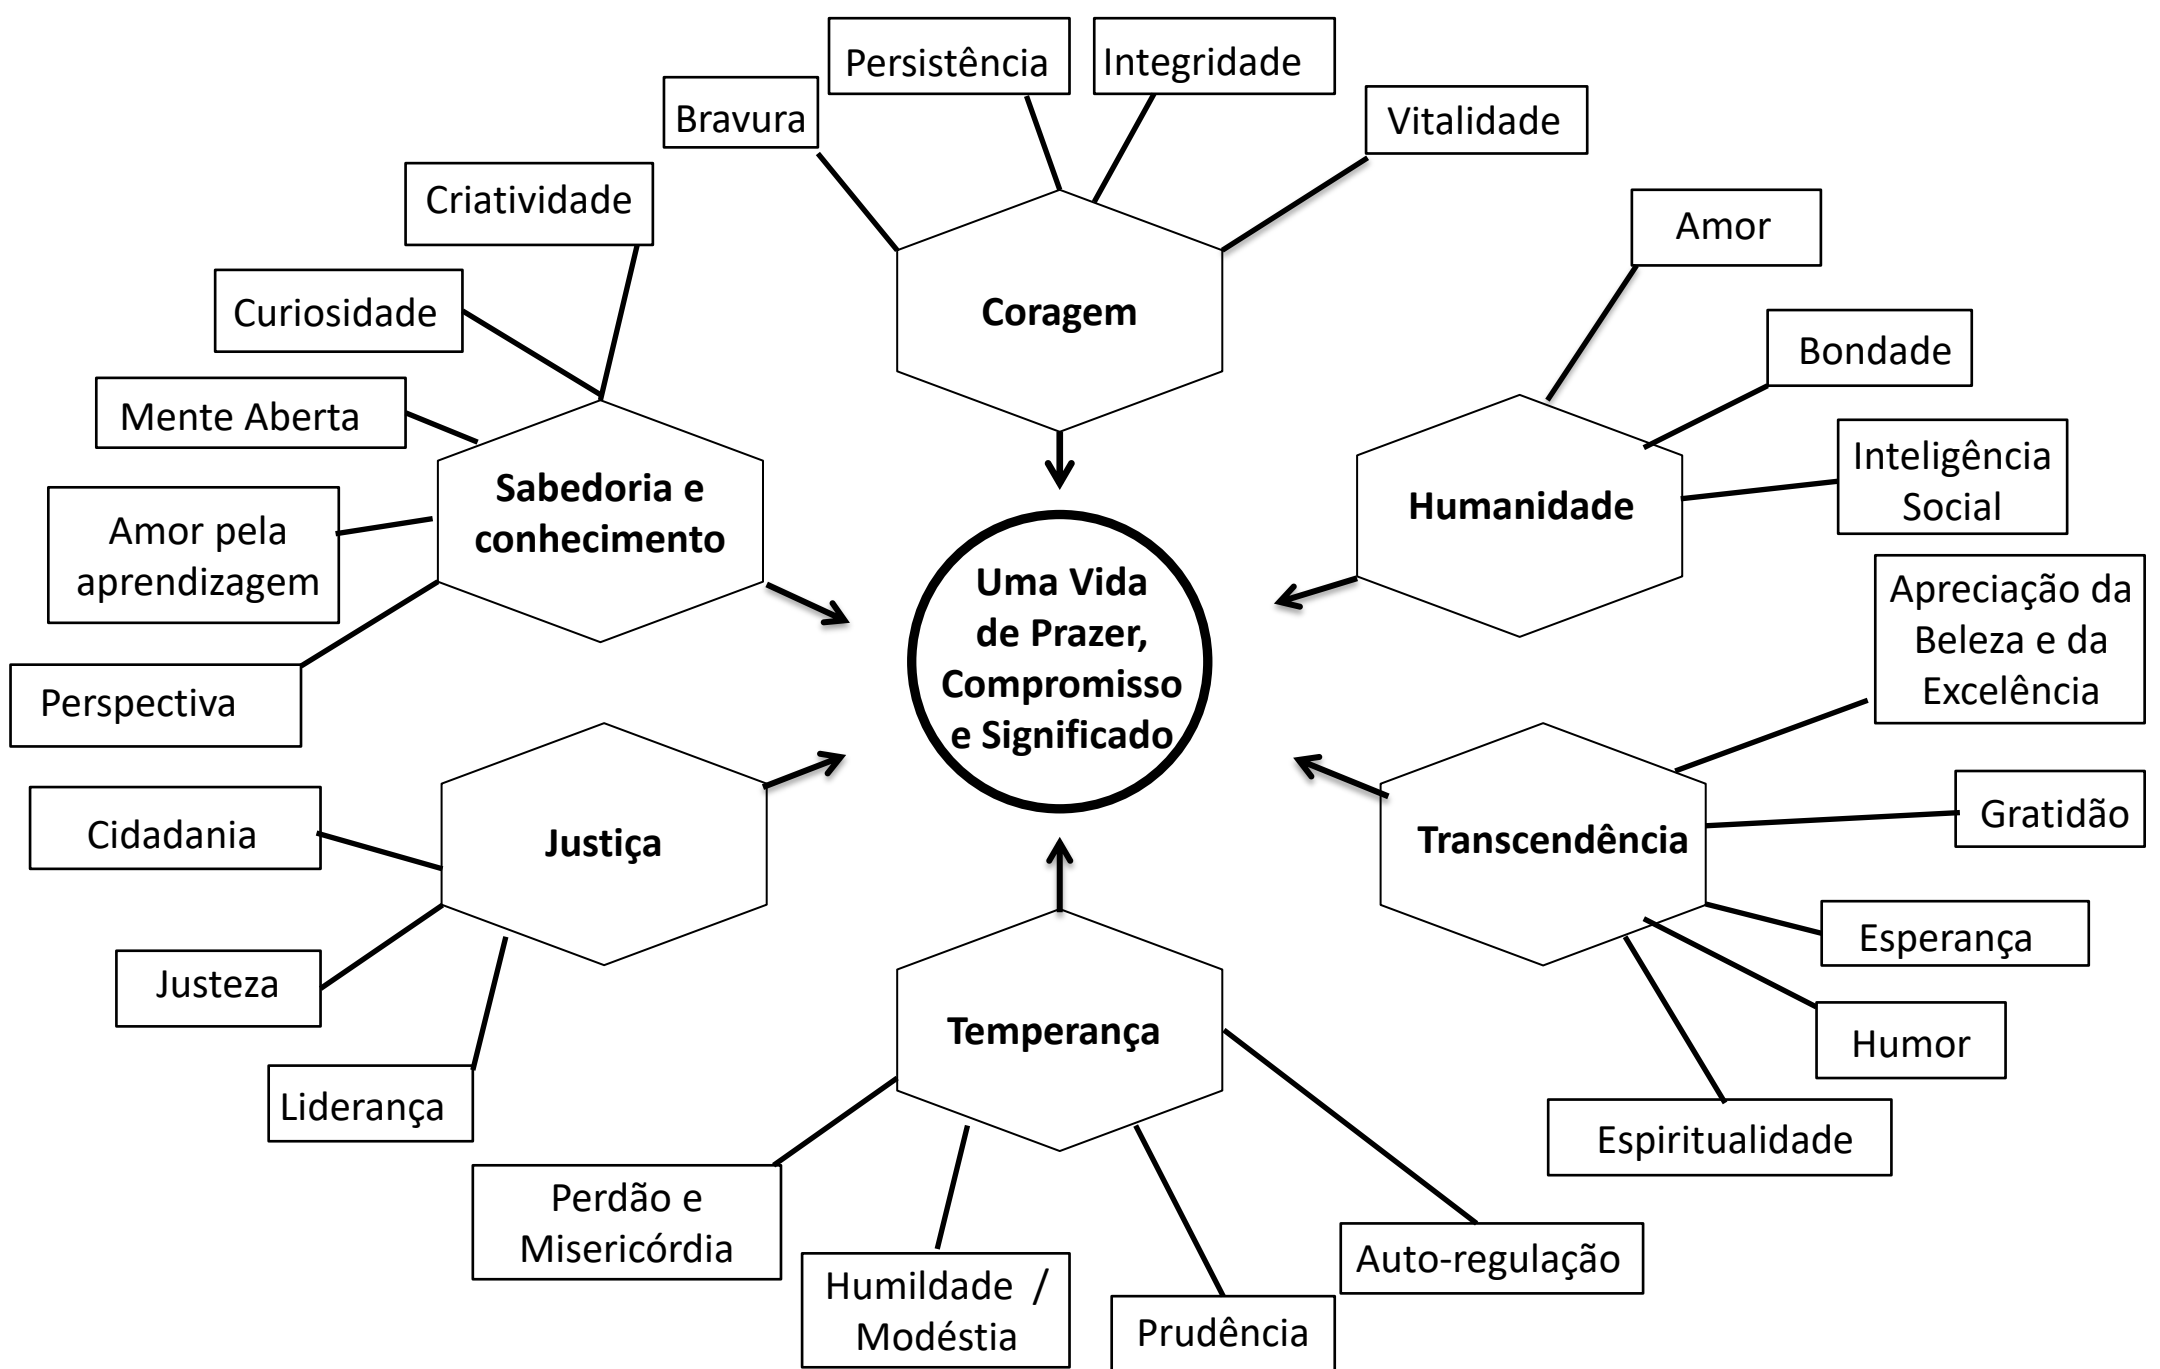 Persistência
Integridade
Bravura
Vitalidade
Criatividade
Amor
Coragem
Curiosidade
Bondade
Mente Aberta
Inteligência
Social
Sabedoria e
conhecimento
Humanidade
Amor pela
aprendizagem
Uma Vida
de Prazer,
Compromisso
e Significado
Apreciação da
Beleza e da
Excelência
Perspectiva
Cidadania
Justiça
Transcendência
Gratidão
Esperança
Justeza
Temperança
Humor
Liderança
Espiritualidade
Perdão e
Misericórdia
Auto-regulação
Humildade /
Modéstia
Prudência